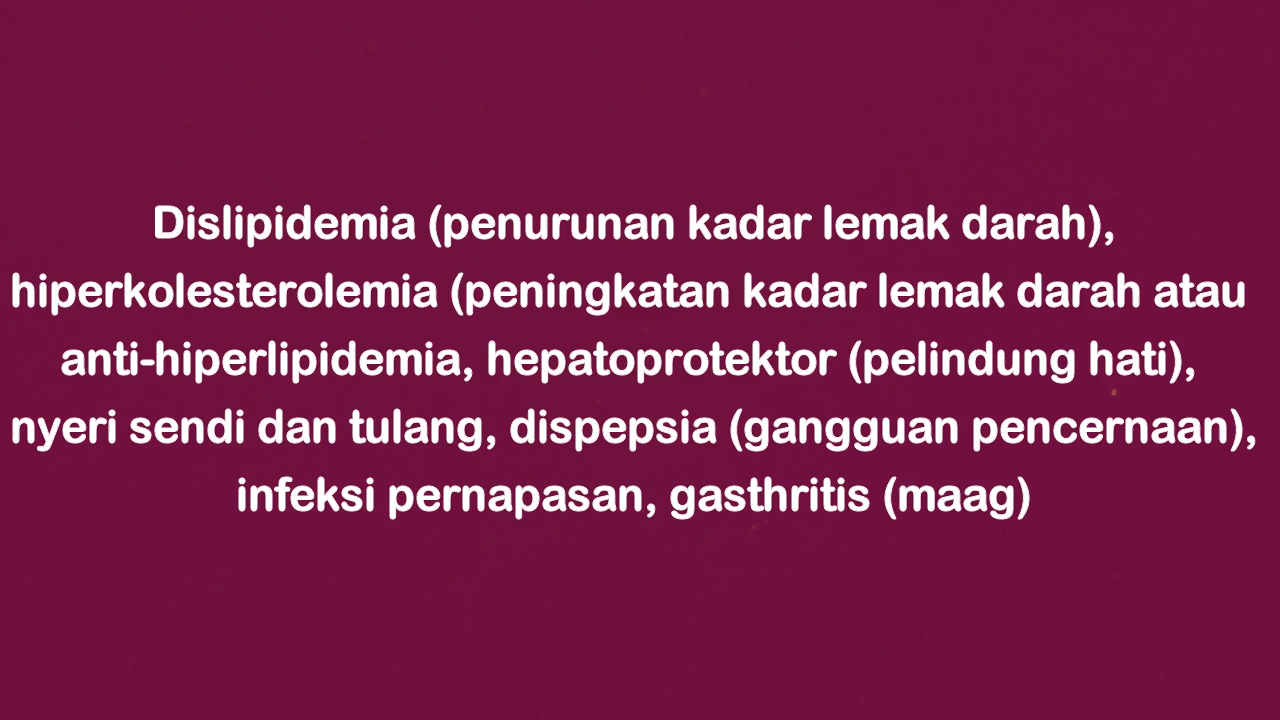 Dislipidemia (penurunan kadar lemak darah),
hiperkolesterolemia (peningkatan kadar lemak darah atau
anti-hiperlipidemia, hepatoprotektor (pelindung hati),
nyeri sendi dan tulang, dispepsia (gangguan pencernaan),
infeksi pernapasan, gasthritis (maag)